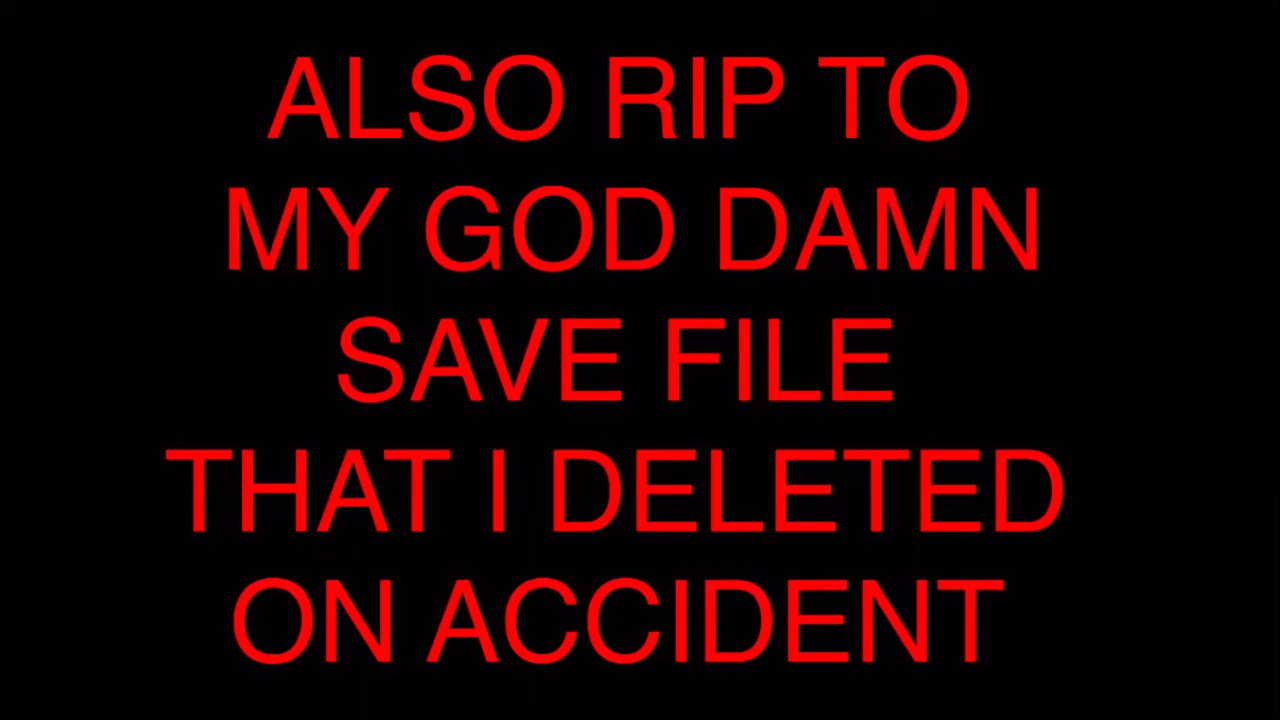 ALSO RIP TO
MY GOD DAMN
SAVE FILE
THAT I DELETED
ON ACCIDENT